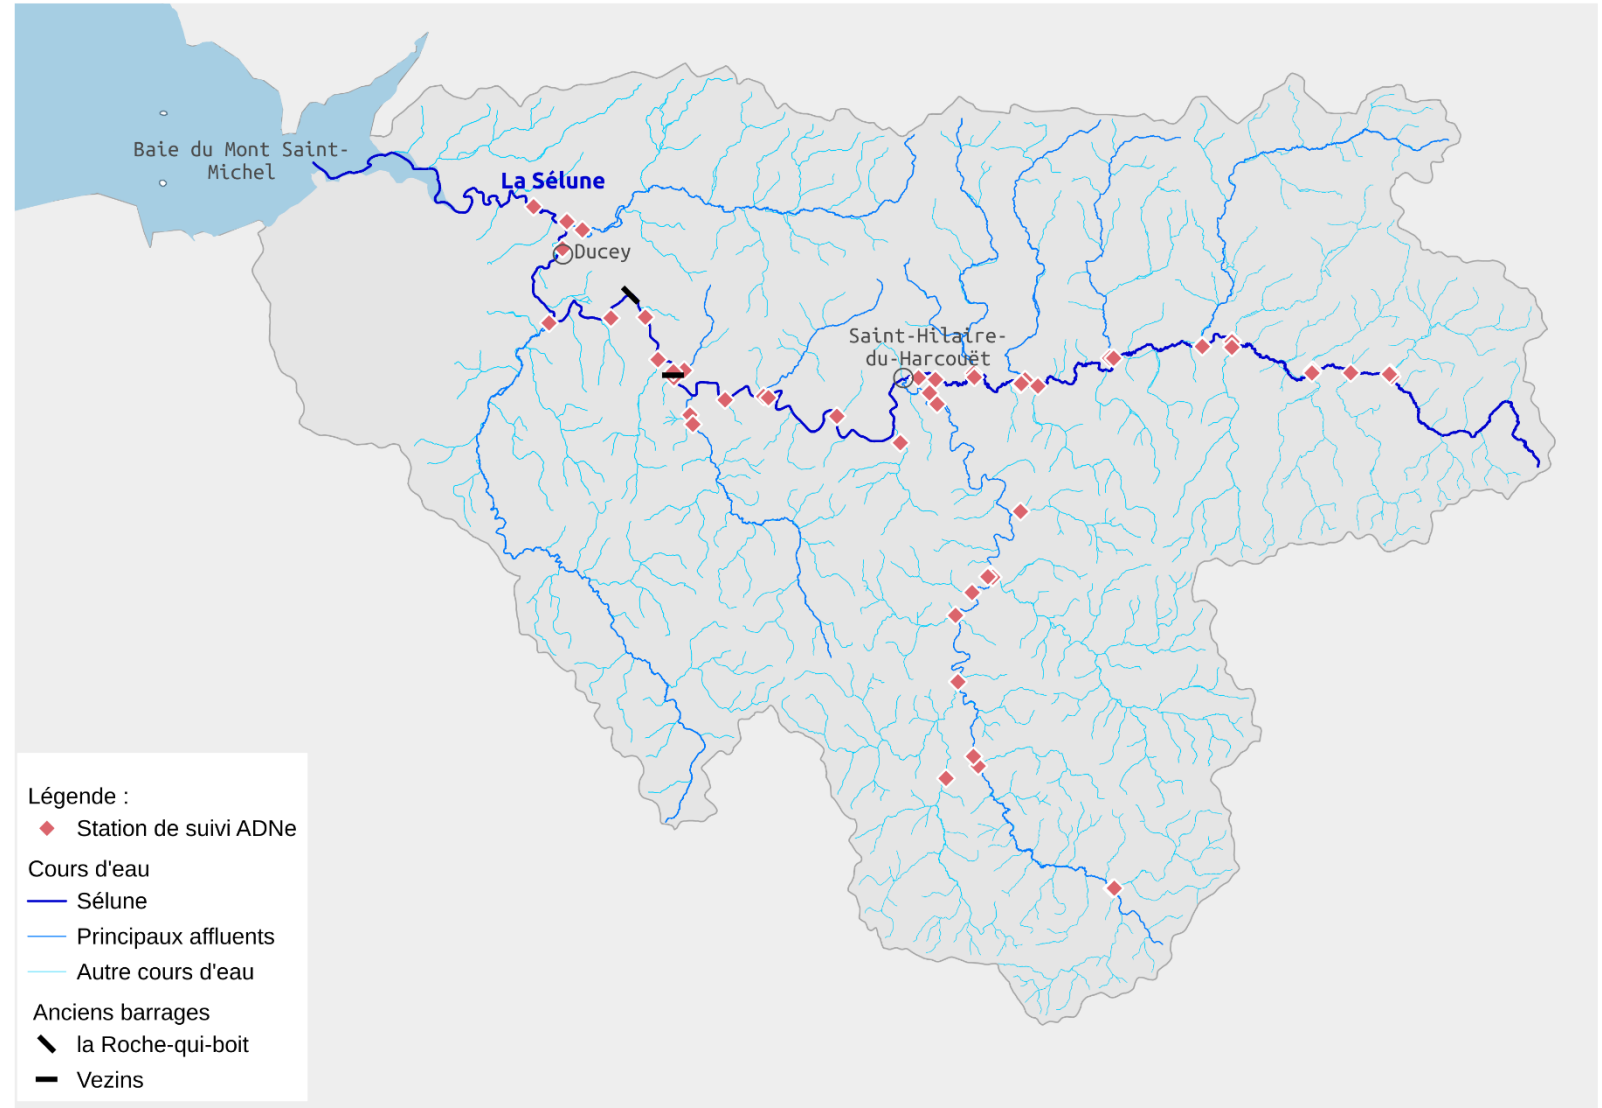 Baie du Mont Saint-
Michel
La Sélune
Ducey
Saint-Hilaire-
du-Harcouët
Légende :
Station de suivi ADNe
Cours d'eau
Sélune
Principaux affluents
Autre cours d'eau
Anciens barrages
la Roche-qui-boit
Vezins